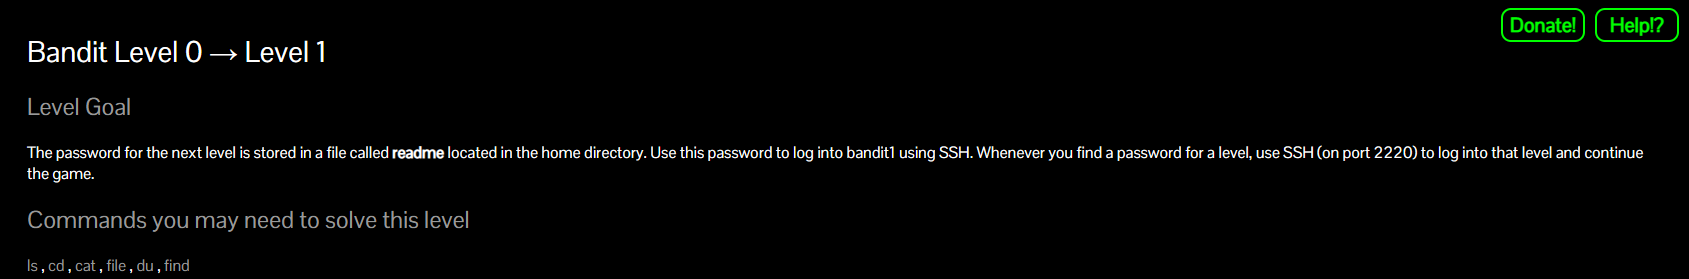 Donate! Help!?
Bandit Level 0 → Level 1
Level Goal
The password for the next level is stored in a file called readme located in the home directory. Use this password to log into bandit1 using SSH. Whenever you find a password for a level, use SSH (on port 2220) to log into that level and continue
the game.
Commands you may need to solve this level
ls , cd , cat , file , du , find